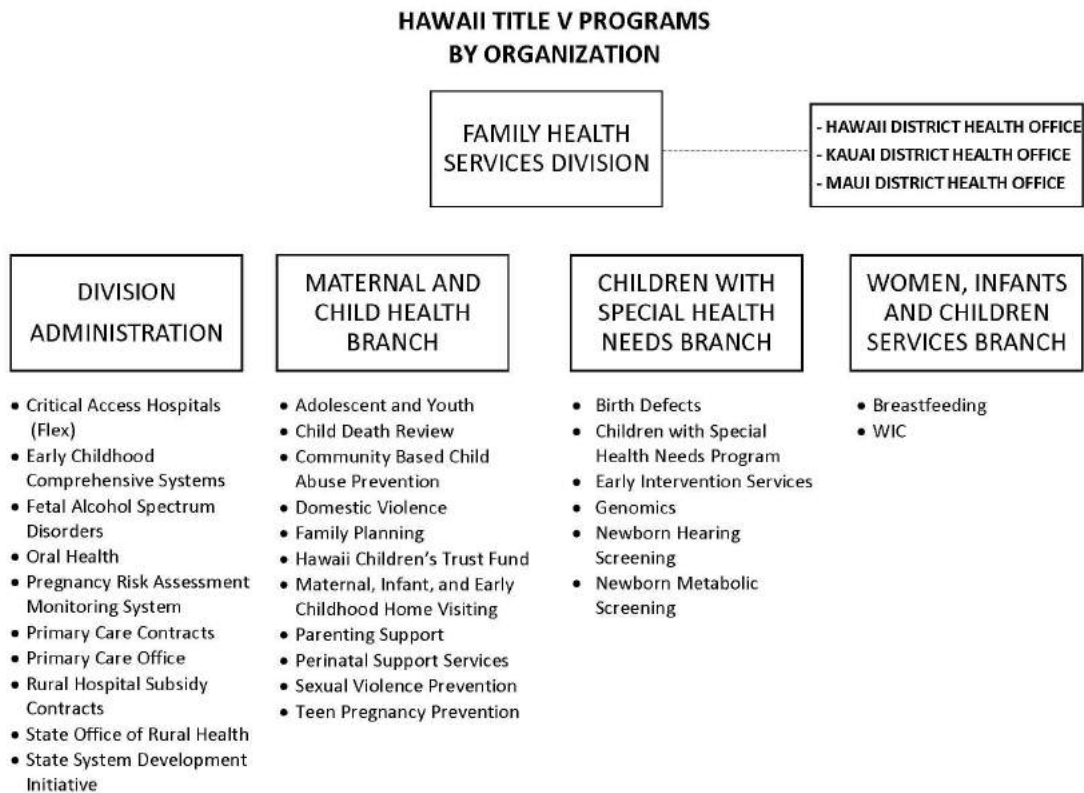 HAWAII TITLE V PROGRAMS
BY ORGANIZATION
FAMILY HEALTH
SERVICES DIVISION
- HAWAII DISTRICT HEALTH OFFICE
- KAUAI DISTRICT HEALTH OFFICE
- MAUI DISTRICT HEALTH OFFICE
DIVISION
ADMINISTRATION
• Critical Access Hospitals
(Flex)
• Early Childhood
Comprehensive Systems
• Fetal Alcohol Spectrum
Disorders
• Oral Health
• Pregnancy Risk Assessment
Monitoring System
• Primary Care Contracts
• Primary Care Office
• Rural Hospital Subsidy
Contracts
• State Office of Rural Health
• State System Development
Initiative
MATERNAL AND
CHILD HEALTH
BRANCH
• Adolescent and Youth
• Child Death Review
• Community Based Child
Abuse Prevention
• Domestic Violence
• Family Planning
• Hawaii Children's Trust Fund
• Maternal, Infant, and Early
Childhood Home Visiting
• Parenting Support
• Perinatal Support Services
• Sexual Violence Prevention
• Teen Pregnancy Prevention
CHILDREN WITH
SPECIAL HEALTH
NEEDS BRANCH
• Birth Defects
• Children with Special
Health Needs Program
• Early Intervention Services
• Genomics
• Newborn Hearing
Screening
• Newborn Metabolic
Screening
WOMEN, INFANTS
AND CHILDREN
SERVICES BRANCH
• Breastfeeding
• WIC